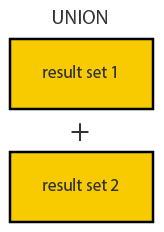 UNION
result set 1
+
result set 2